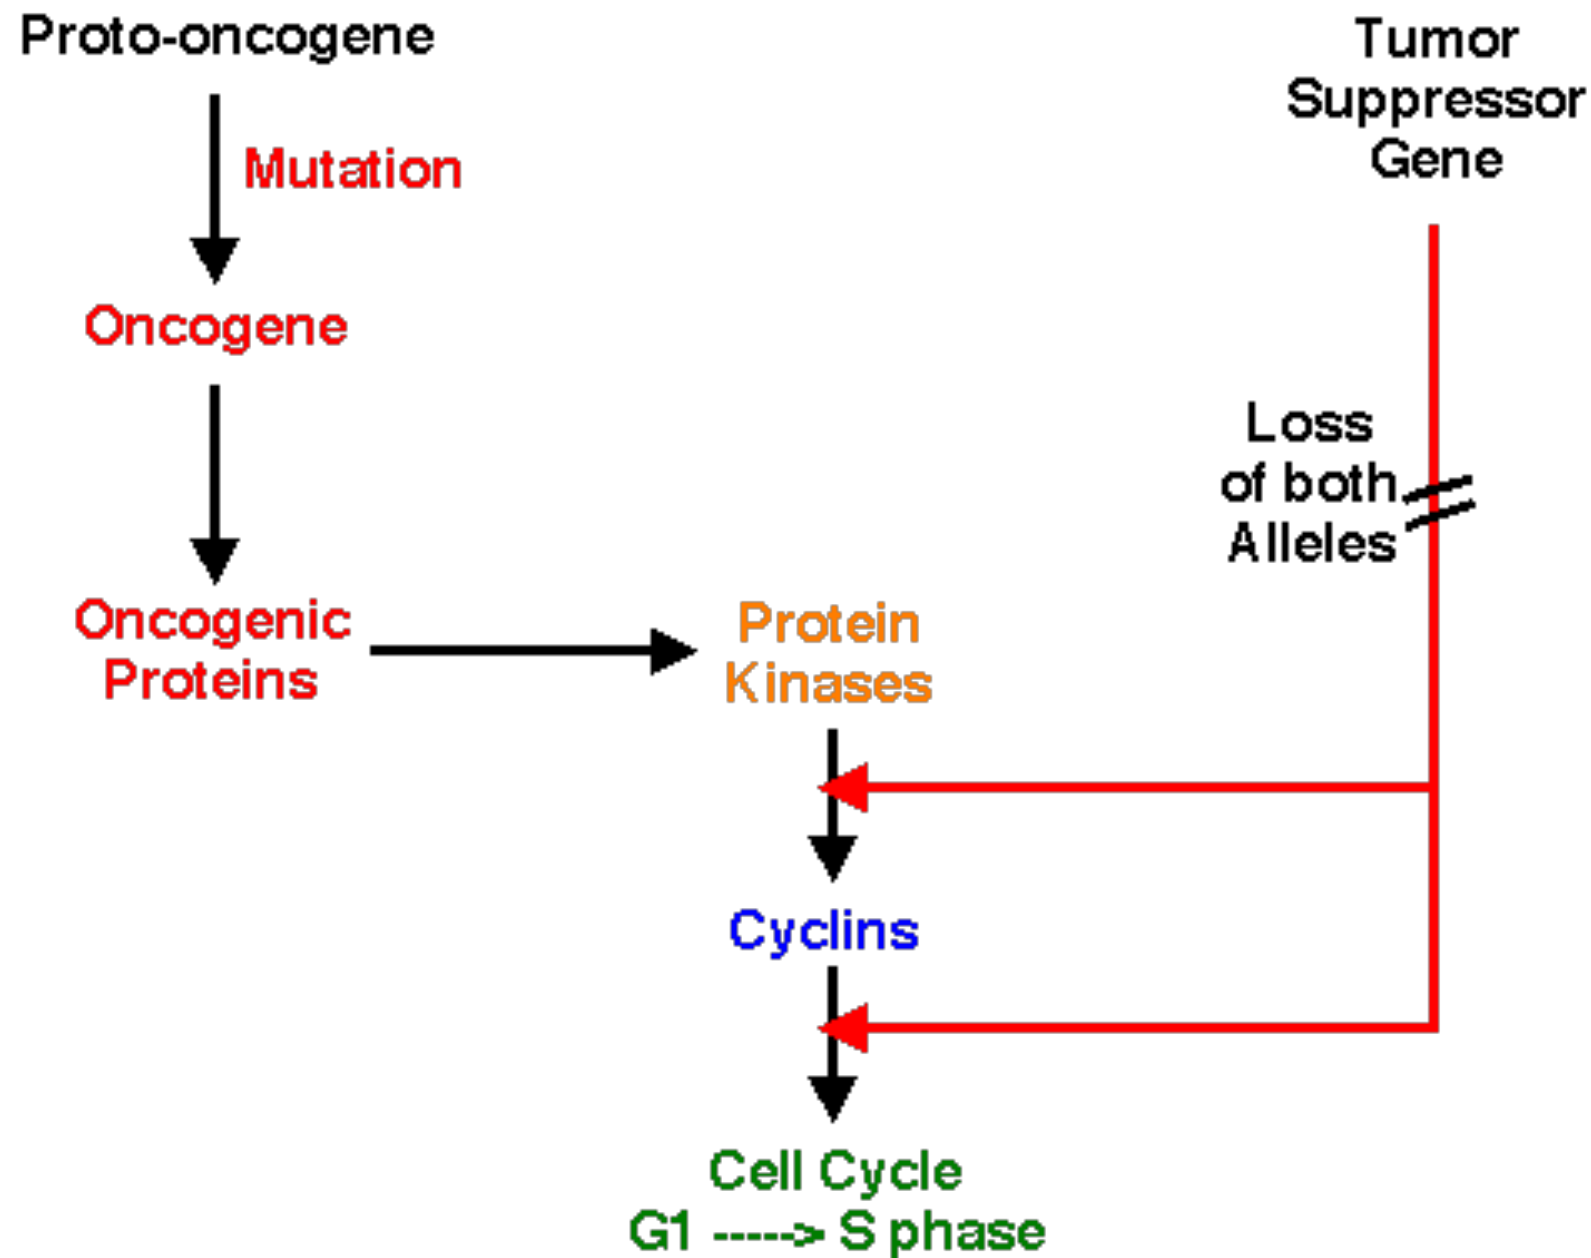 Proto-oncogene
Mutation
Oncogene
Oncogenic
Proteins
Protein
Kinases
Cyclins
Cell Cycle
G1 -----> S phase
Tumor
Suppressor
Gene
Loss
of both
Alleles